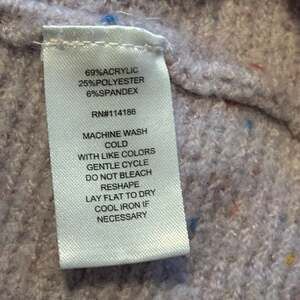 69%ACRYLIC
25%POLYESTER
6%SPANDEX
RN#114186
MACHINE WASH
COLD
WITH LIKE COLORS
GENTLE CYCLE
DO NOT BLEACH
RESHAPE
LAY FLAT TO DRY
COOL IRON IF
NECESSARY